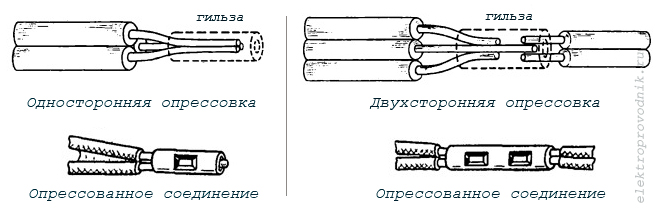 гильза
Односторонняя опрессовка
Опрессованное соединение
гильза
Двухсторонняя опрессовка
Опрессованное соединение
elektroprovodnik.ru